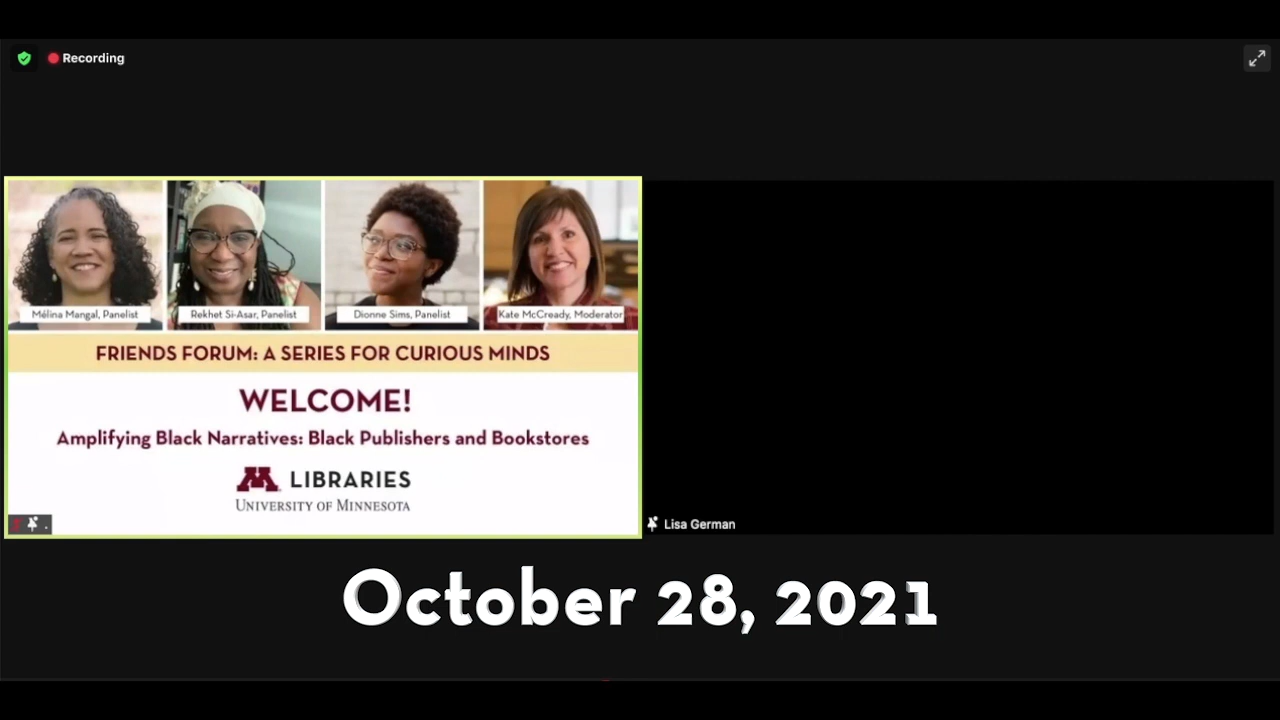 Recording
Mélina Mangal, Panelist
Rekhet Si-Asar, Panelist
Dionne Sims, Panelist
Kate McCready, Moderator
FRIENDS FORUM: A SERIES FOR CURIOUS MINDS
WELCOME!
Amplifying Black Narratives: Black Publishers and Bookstores
M LIBRARIES
UNIVERSITY OF MINNESOTA
.
Lisa German
October 28, 2021